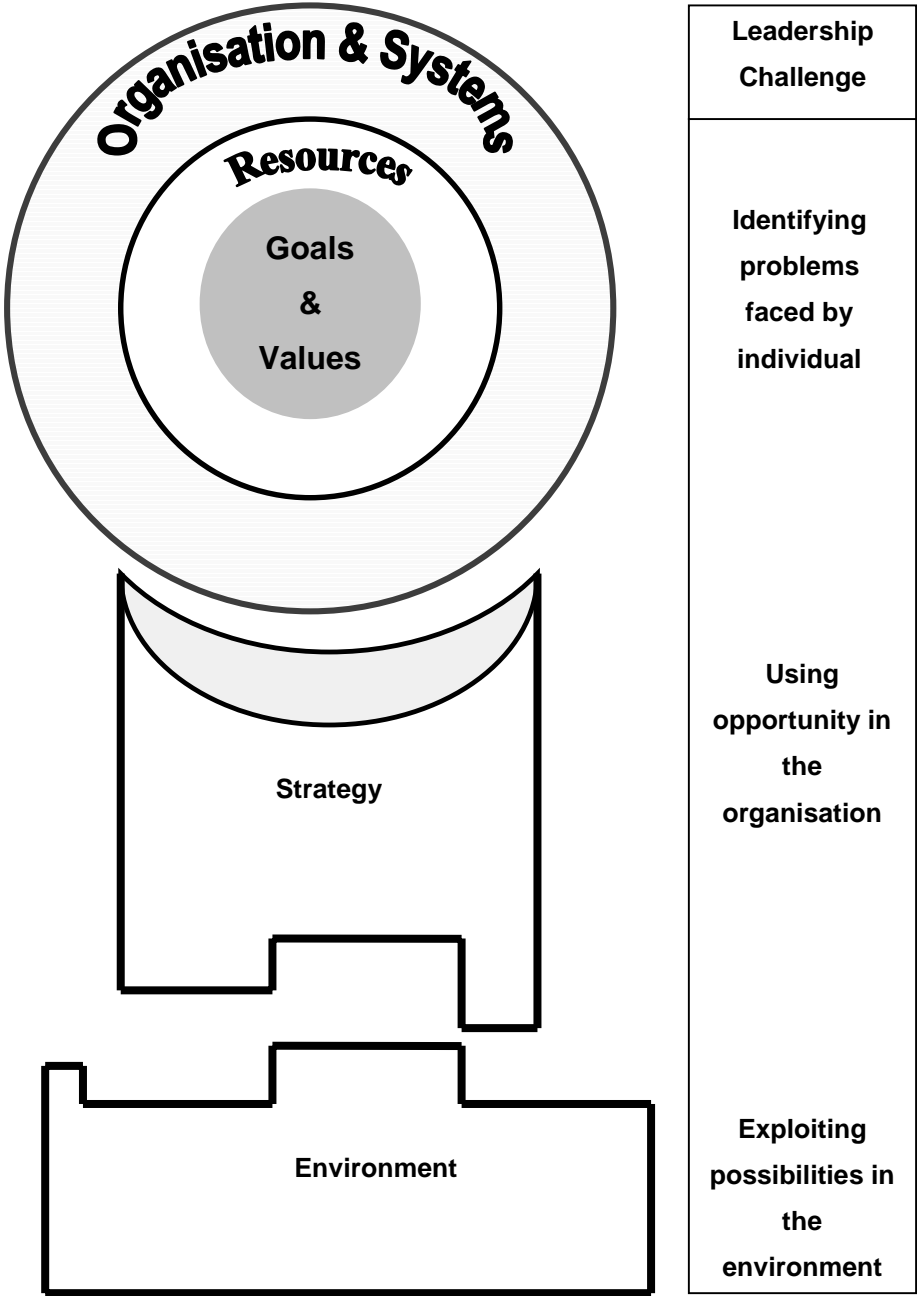 Organisation & Systems
Resources
Goals
&
Values
Strategy
Environment
Leadership
Challenge
Identifying
problems
faced by
individual
Using
opportunity in
the
organisation
Exploiting
possibilities in
the
environment